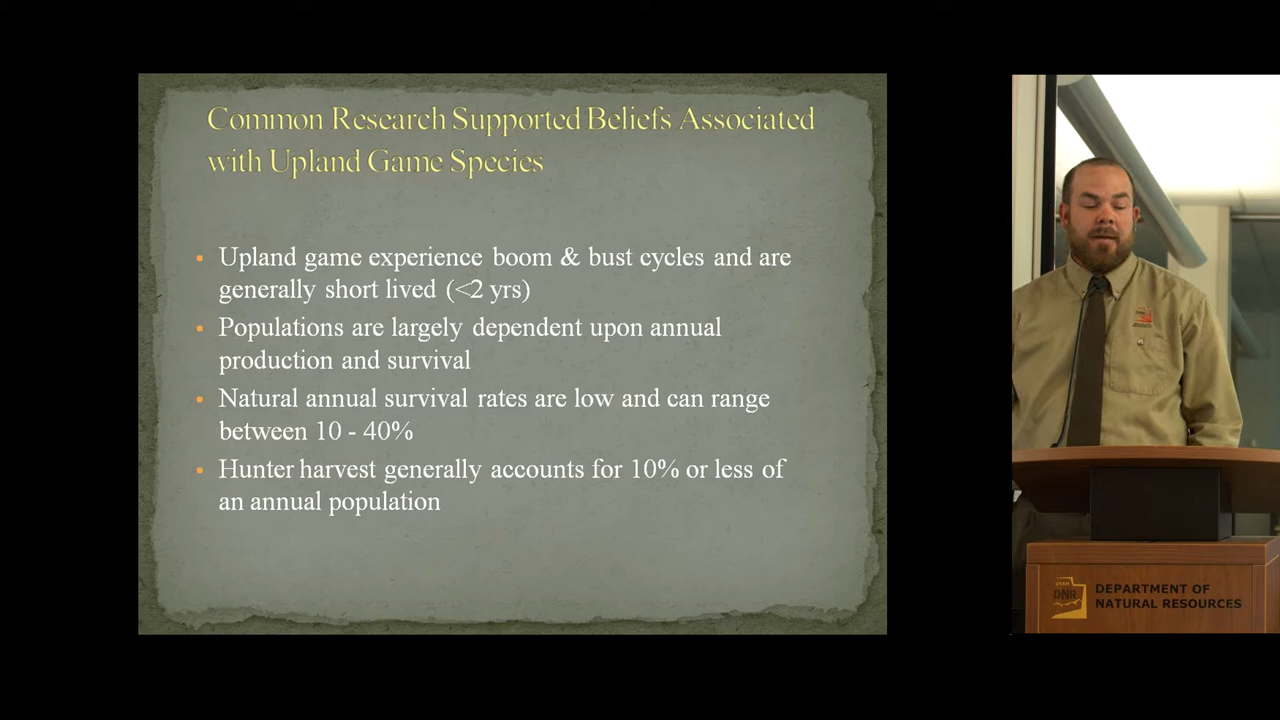 Common Research Supported Beliefs Associated
with Upland Game Species
• Upland game experience boom & bust cycles and are
generally short lived (<2 yrs)
• Populations are largely dependent upon annual
production and survival
• Natural annual survival rates are low and can range
between 10 - 40%
• Hunter harvest generally accounts for 10% or less of
an annual population
UTAH
DNR
DEPARTMENT OF
NATURAL RESOURCES